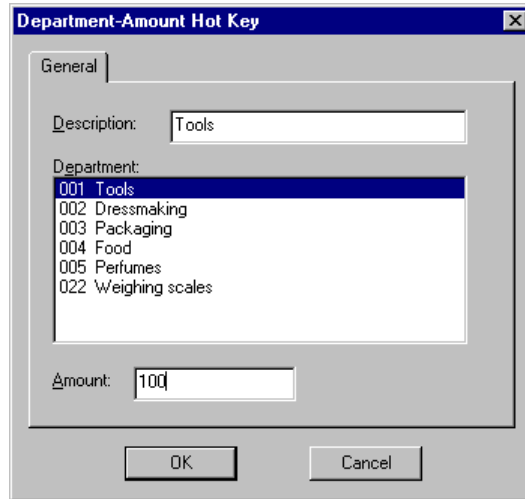 Department-Amount Hot Key
General
Description: Tools
Department:
001 Tools
002 Dressmaking
003 Packaging
004 Food
005 Perfumes
022 Weighing scales
Amount: 100
OK Cancel